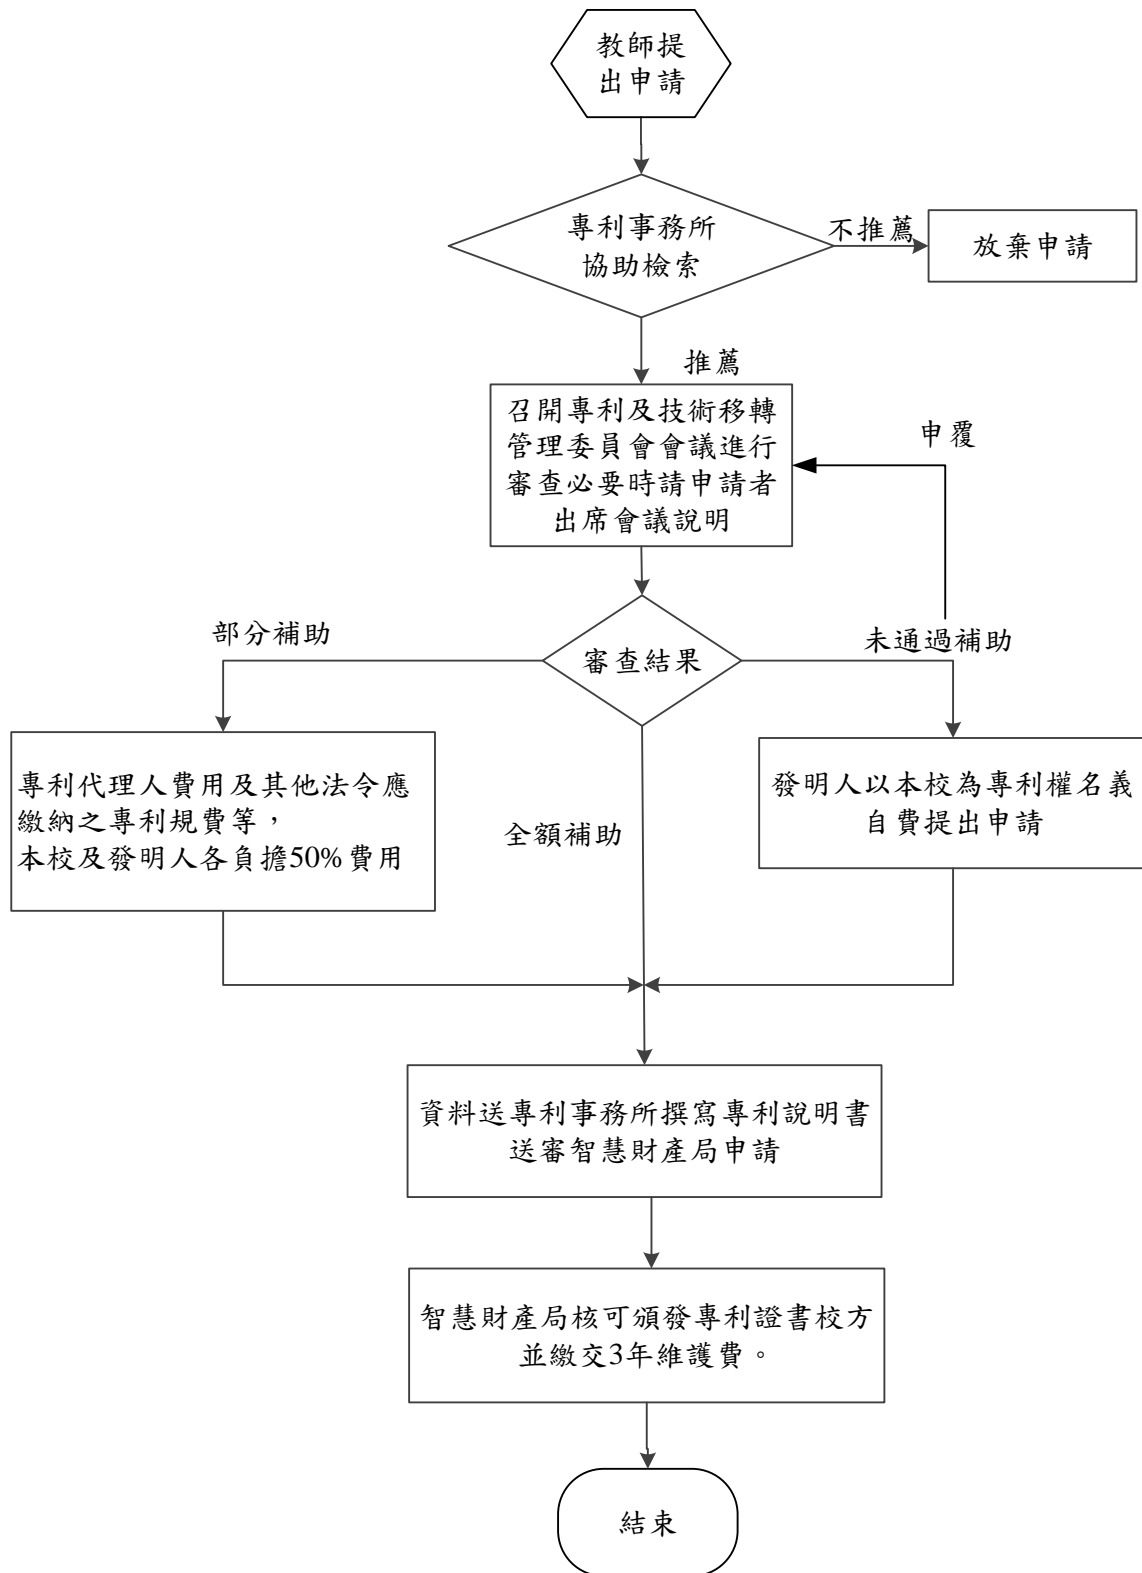 教師提
出申請
專利事務所
協助檢索
不推薦
放棄申請
推薦
召開專利及技術移轉
管理委員會會議進行
審查必要時請申請者
出席會議說明
申覆
部分補助
審查結果
未通過補助
專利代理人費用及其他法令應
繳納之專利規費等，
本校及發明人各負擔50%費用
全額補助
發明人以本校為專利權名義
自費提出申請
資料送專利事務所撰寫專利說明書
送審智慧財產局申請
智慧財產局核可頒發專利證書校方
並繳交3年維護費。
結束